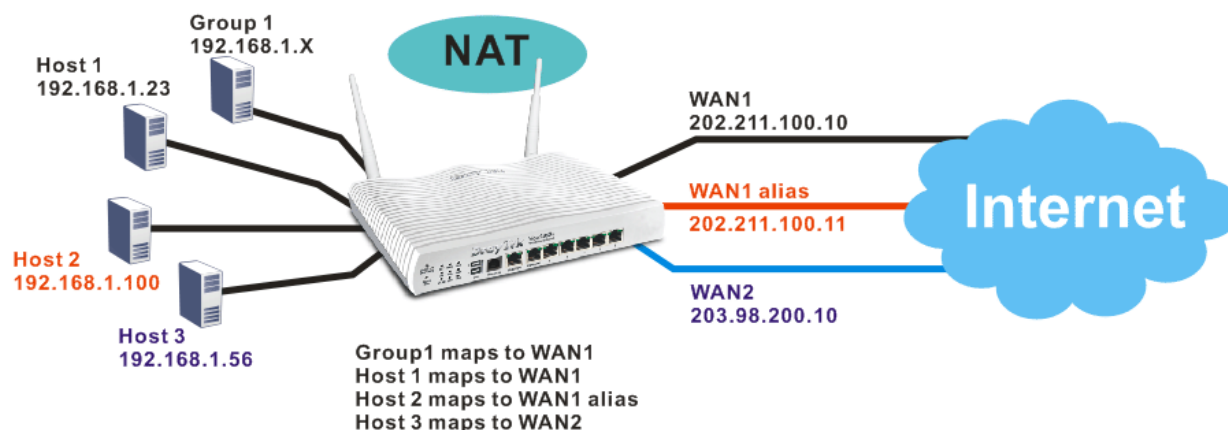 Group 1
192.168.1.X
NAT
Host 1
192.168.1.23
WAN1
202.211.100.10
WAN1 alias
202.211.100.11
Internet
Host 2
192.168.1.100
WAN2
203.98.200.10
Host 3
192.168.1.56
Group1 maps to WAN1
Host 1 maps to WAN1
Host 2 maps to WAN1 alias
Host 3 maps to WAN2